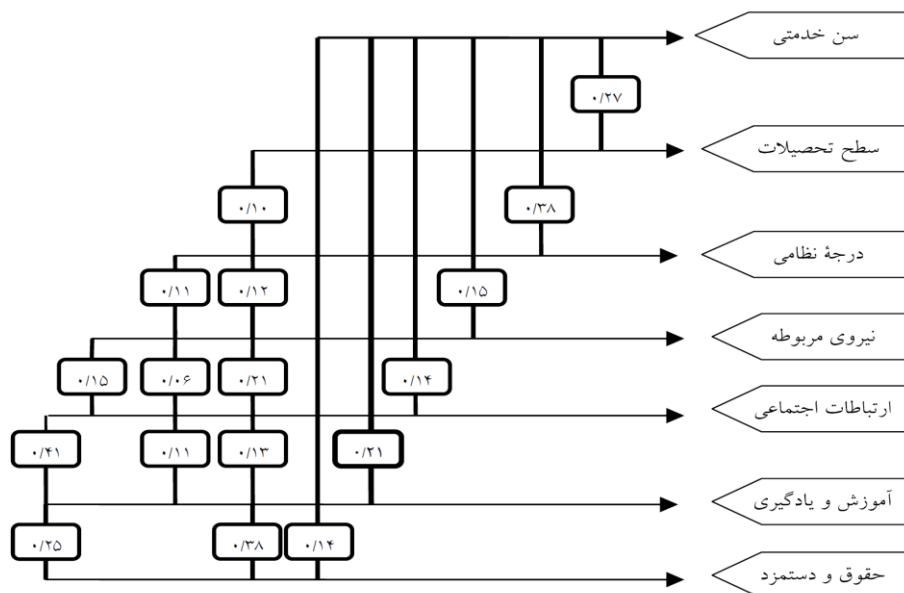 سن خدمتی
۰/۲۷
سطح تحصیلات
۰/۱۰
۰/۳۸
درجهٔ نظامی
۰/۱۱
۰/۱۲
۰/۱۵
نیروی مربوطه
۰/۱۵
۰/۰۶
۰/۲۱
۰/۱۴
ارتباطات اجتماعی
۰/۴۱
۰/۱۱
۰/۱۳
۰/۲۱
آموزش و یادگیری
۰/۲۵
۰/۳۸
۰/۱۴
حقوق و دستمزد